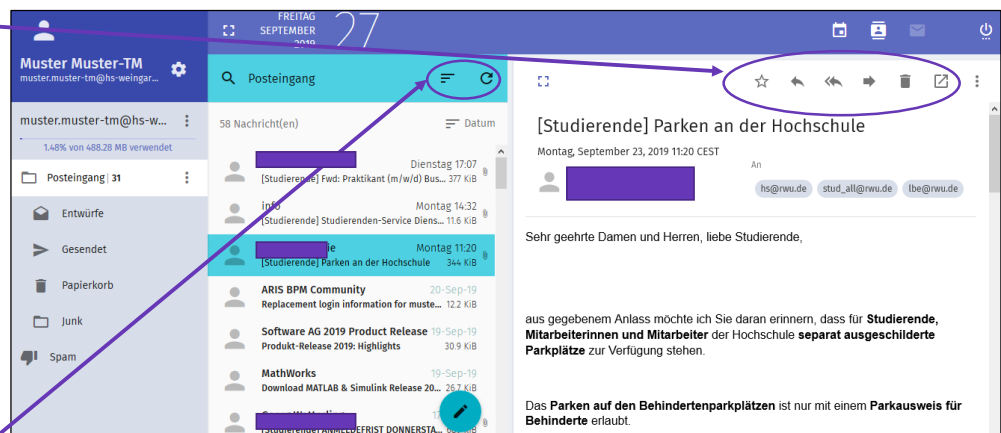 FREITAG
SEPTEMBER
2019
27
Muster Muster-TM
muster.muster-tm@hs-weingar...
muster.muster-tm@hs-w...
1.48% von 488.28 MB verwendet
Posteingang | 31
Entwürfe
Gesendet
Papierkorb
Junk
Spam
Posteingang
58 Nachricht(en)
Datum
Dienstag 17:07
[Studierende] Fwd: Praktikant (m/w/d) Bus... 377 KiB
info
Montag 14:32
[Studierende] Studierenden-Service Diens... 11.6 KiB
ie
Montag 11:20
[Studierende] Parken an der Hochschule 344 KiB
ARIS BPM Community 20-Sep-19
Replacement login information for muste... 12.2 KiB
Software AG 2019 Product Release 19-Sep-19
Produkt-Release 2019: Highlights 30.9 KiB
MathWorks 19-Sep-19
Download MATLAB & Simulink Release 20... 26.7 KiB
[Studierende] ANMELDEFRIST DONNERSTA...
[Studierende] Parken an der Hochschule
Montag, September 23, 2019 11:20 CEST
An
hs@rwu.de stud_all@rwu.de lbe@rwu.de
Sehr geehrte Damen und Herren, liebe Studierende,
aus gegebenem Anlass möchte ich Sie daran erinnern, dass für Studierende,
Mitarbeiterinnen und Mitarbeiter der Hochschule separat ausgeschilderte
Parkplätze zur Verfügung stehen.
Das Parken auf den Behindertenparkplätzen ist nur mit einem Parkausweis für
Behinderte erlaubt.